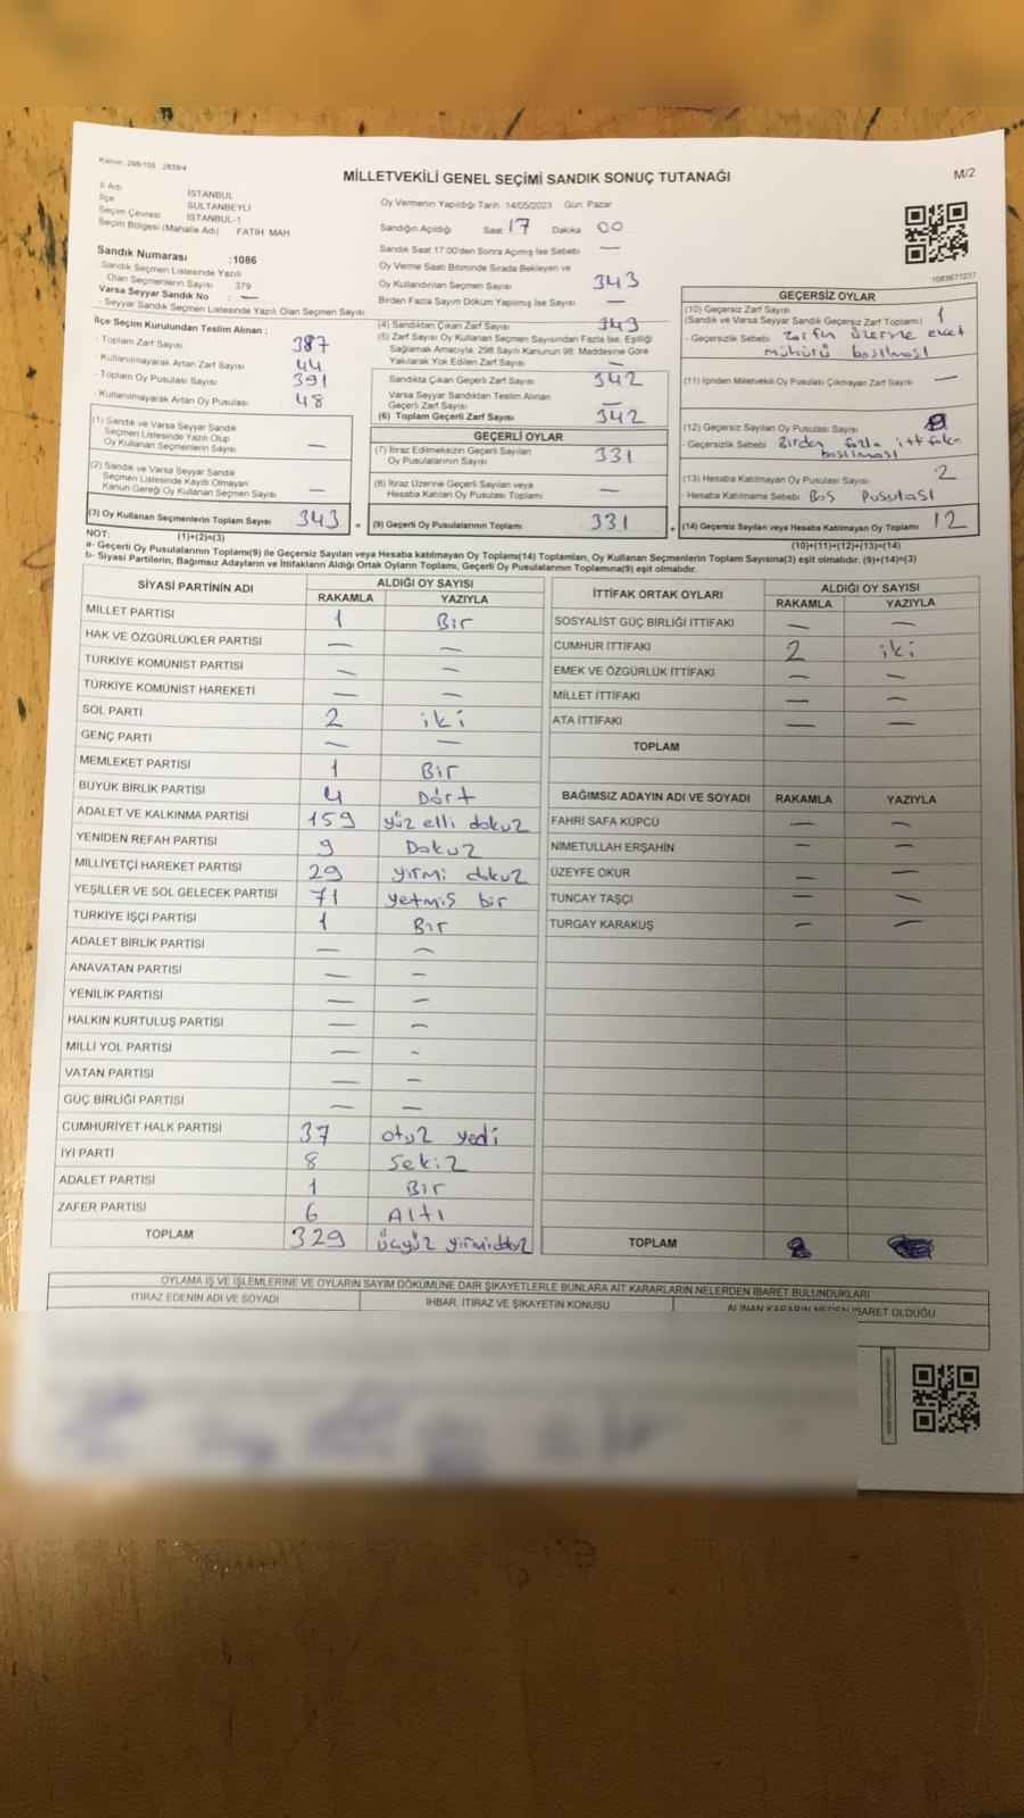 Kanun: 298/105 - 2839/4
MİLLETVEKİLİ GENEL SEÇİMİ SANDIK SONUÇ TUTANAĞI
M/2
İl Adı İSTANBUL
İlçe SULTANBEYLİ
Seçim Çevresi İSTANBUL-1
Seçim Bölgesi (Mahalle Adı) FATİH MAH
Oy Vermenin Yapıldığı Tarih 14/05/2023 Gün: Pazar
Sandığın Açıldığı Saat 17 Dakika 00
Sandık Saat 17:00'den Sonra Açılmış İse Sebebi —
Oy Verme Saati Bitiminde Sırada Bekleyen ve
Oy Kullandırılan Seçmen Sayısı 343
Birden Fazla Sayım Döküm Yapılmış İse Sayısı —
Sandık Numarası :1086
Sandık Seçmen Listesinde Yazılı
Olan Seçmenlerin Sayısı 379
Varsa Seyyar Sandık No : —
- Seyyar Sandık Seçmen Listesinde Yazılı Olan Seçmen Sayısı
İlçe Seçim Kurulundan Teslim Alınan :
- Toplam Zarf Sayısı 387
- Kullanılmayarak Artan Zarf Sayısı 44
- Toplam Oy Pusulası Sayısı 391
- Kullanılmayarak Artan Oy Pusulası 48
(1) Sandık ve Varsa Seyyar Sandık
Seçmen Listesinde Yazılı Olup
Oy Kullanan Seçmenlerin Sayısı —
(2) Sandık ve Varsa Seyyar Sandık
Seçmen Listesinde Kayıtlı Olmayan
Kanun Gereği Oy Kullanan Seçmen Sayısı —
(3) Oy Kullanan Seçmenlerin Toplam Sayısı 343 =
(1)+(2)=(3)
(4) Sandıktan Çıkan Zarf Sayısı 343
(5) Zarf Sayısı Oy Kullanan Seçmen Sayısından Fazla İse, Eşitliği
Sağlamak Amacıyla, 298 Sayılı Kanunun 98. Maddesine Göre
Yakılarak Yok Edilen Zarf Sayısı —
Sandıkta Çıkan Geçerli Zarf Sayısı 342
Varsa Seyyar Sandıktan Teslim Alınan
Geçerli Zarf Sayısı —
(6) Toplam Geçerli Zarf Sayısı 342
GEÇERLİ OYLAR
(7) İtiraz Edilmeksizin Geçerli Sayılan
Oy Pusulalarının Sayısı 331
(8) İtiraz Üzerine Geçerli Sayılan veya
Hesaba Katılan Oy Pusulası Toplamı —
(9) Geçerli Oy Pusulalarının Toplamı 331 +
GEÇERSİZ OYLAR
(10) Geçersiz Zarf Sayısı 1
(Sandık ve Varsa Seyyar Sandık Geçersiz Zarf Toplamı)
- Geçersizlik Sebebi zarfın üzerine evet
mühürü basılması
(11) İçinden Milletvekili Oy Pusulası Çıkmayan Zarf Sayısı —
(12) Geçersiz Sayılan Oy Pusulası Sayısı
- Geçersizlik Sebebi Birden fazla ittifaka
basılması
(13) Hesaba Katılmayan Oy Pusulası Sayısı 2
- Hesaba Katılmama Sebebi Boş Pusulası
(14) Geçersiz Sayılan veya Hesaba Katılmayan Oy Toplamı 12
(10)+(11)+(12)+(13)=(14)
NOT:
a- Geçerli Oy Pusulalarının Toplamı(9) ile Geçersiz Sayılan veya Hesaba katılmayan Oy Toplamı(14) Toplamları, Oy Kullanan Seçmenlerin Toplam Sayısına(3) eşit olmalıdır. (9)+(14)=(3)
b- Siyasi Partilerin, Bağımsız Adayların ve İttifakların Aldığı Oyların Toplamı, Geçerli Oy Pusulalarının Toplamına(9) eşit olmalıdır.
SİYASİ PARTİNİN ADI ALDIĞI OY SAYISI
RAKAMLA YAZIYLA
MİLLET PARTİSİ 1 Bir
HAK VE ÖZGÜRLÜKLER PARTİSİ — —
TÜRKİYE KOMÜNİST PARTİSİ — —
TÜRKİYE KOMÜNİST HAREKETİ — —
SOL PARTİ 2 iki
GENÇ PARTİ — —
MEMLEKET PARTİSİ 1 Bir
BÜYÜK BİRLİK PARTİSİ 4 Dört
ADALET VE KALKINMA PARTİSİ 159 yüz elli dokuz
YENİDEN REFAH PARTİSİ 9 Dokuz
MİLLİYETÇİ HAREKET PARTİSİ 29 yirmi dokuz
YEŞİLLER VE SOL GELECEK PARTİSİ 71 yetmiş bir
TÜRKİYE İŞÇİ PARTİSİ 1 Bir
ADALET BİRLİK PARTİSİ — —
ANAVATAN PARTİSİ — —
YENİLİK PARTİSİ — —
HALKIN KURTULUŞ PARTİSİ — —
MİLLİ YOL PARTİSİ — -
VATAN PARTİSİ — —
GÜÇ BİRLİĞİ PARTİSİ — —
CUMHURİYET HALK PARTİSİ 37 otuz yedi
İYİ PARTİ 8 Sekiz
ADALET PARTİSİ 1 Bir
ZAFER PARTİSİ 6 Altı
TOPLAM 329 üçyüz yirmidokuz
İTTİFAK ORTAK OYLARI ALDIĞI OY SAYISI
RAKAMLA YAZIYLA
SOSYALİST GÜÇ BİRLİĞİ İTTİFAKI — —
CUMHUR İTTİFAKI 2 iki
EMEK VE ÖZGÜRLÜK İTTİFAKI — —
MİLLET İTTİFAKI — —
ATA İTTİFAKI — —
TOPLAM
BAĞIMSIZ ADAYIN ADI VE SOYADI RAKAMLA YAZIYLA
FAHRİ SAFA KÜPCÜ — —
NİMETULLAH ERŞAHİN — —
ÜZEYFE OKUR — —
TUNCAY TAŞÇI — —
TURGAY KARAKUŞ — —
TOPLAM
OYLAMA İŞ VE İŞLEMLERİNE VE OYLARIN SAYIM DÖKÜMÜNE DAİR ŞİKAYETLERLE BUNLARA AİT KARARLARIN NELERDEN İBARET BULUNDUKLARI
İTİRAZ EDENİN ADI VE SOYADI İHBAR, İTİRAZ VE ŞİKAYETİN KONUSU ALINAN KARARIN NEDEN İBARET OLDUĞU